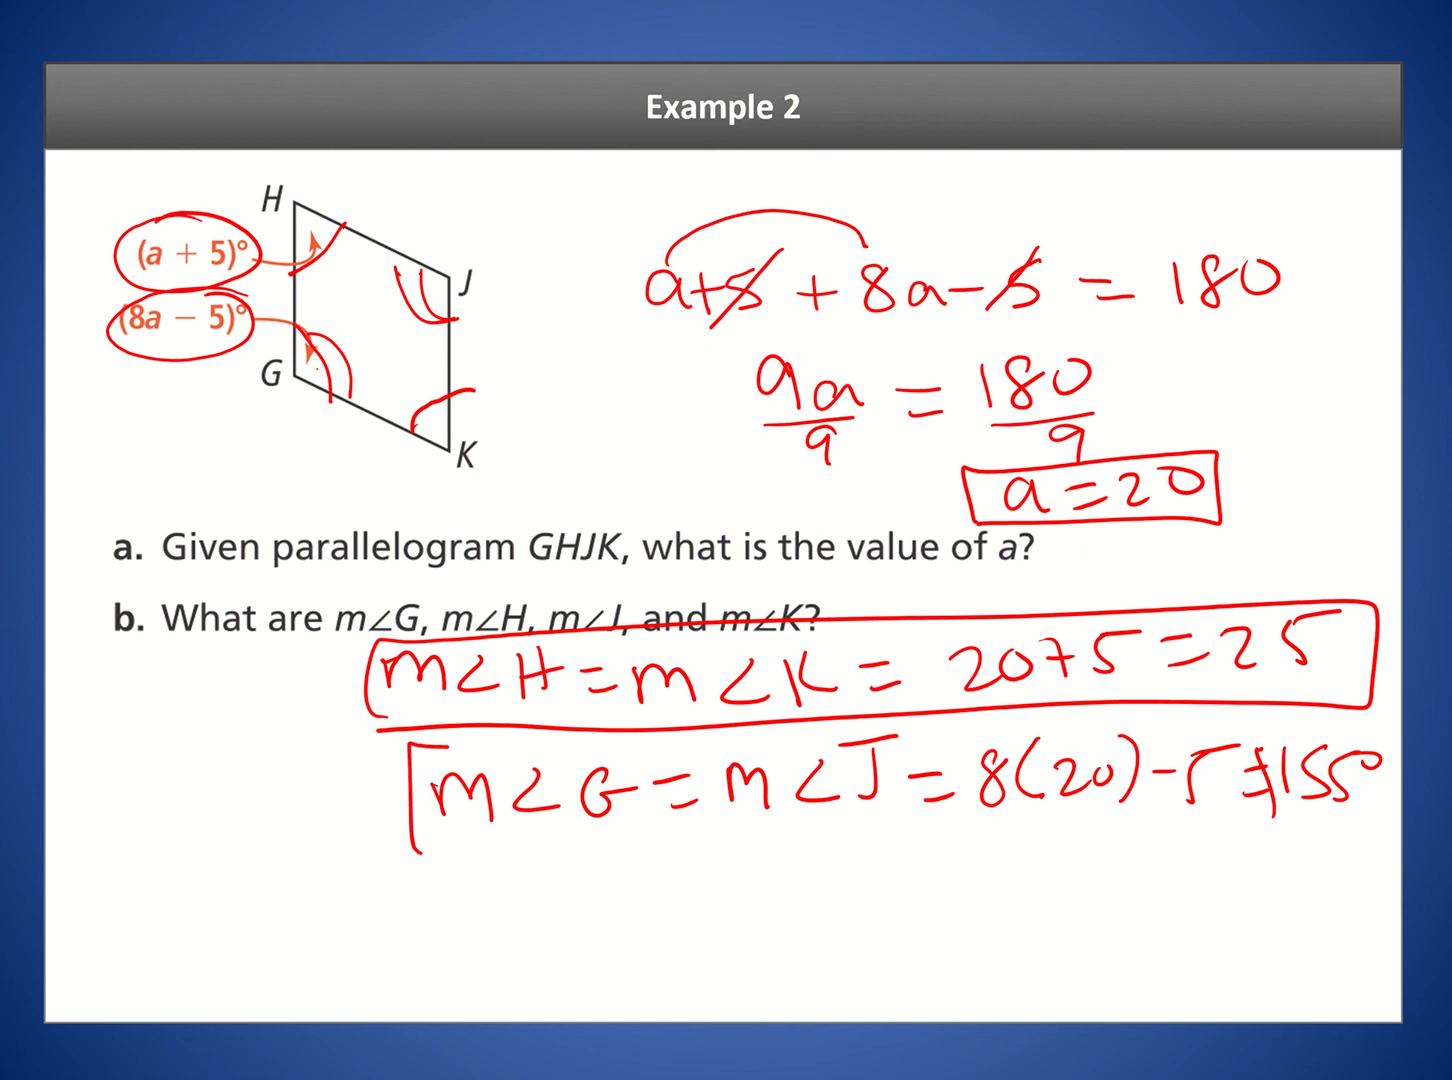 Example 2
H
(a + 5)°
J
(8a − 5)°
G
K
a+5 + 8a-5 = 180
9a/9 = 180/9
a=20
a. Given parallelogram GHJK, what is the value of a?
b. What are m∠G, m∠H, m∠J, and m∠K?
m∠H = m∠K = 20+5 = 25
m∠G = m∠J = 8(20)-5=155°